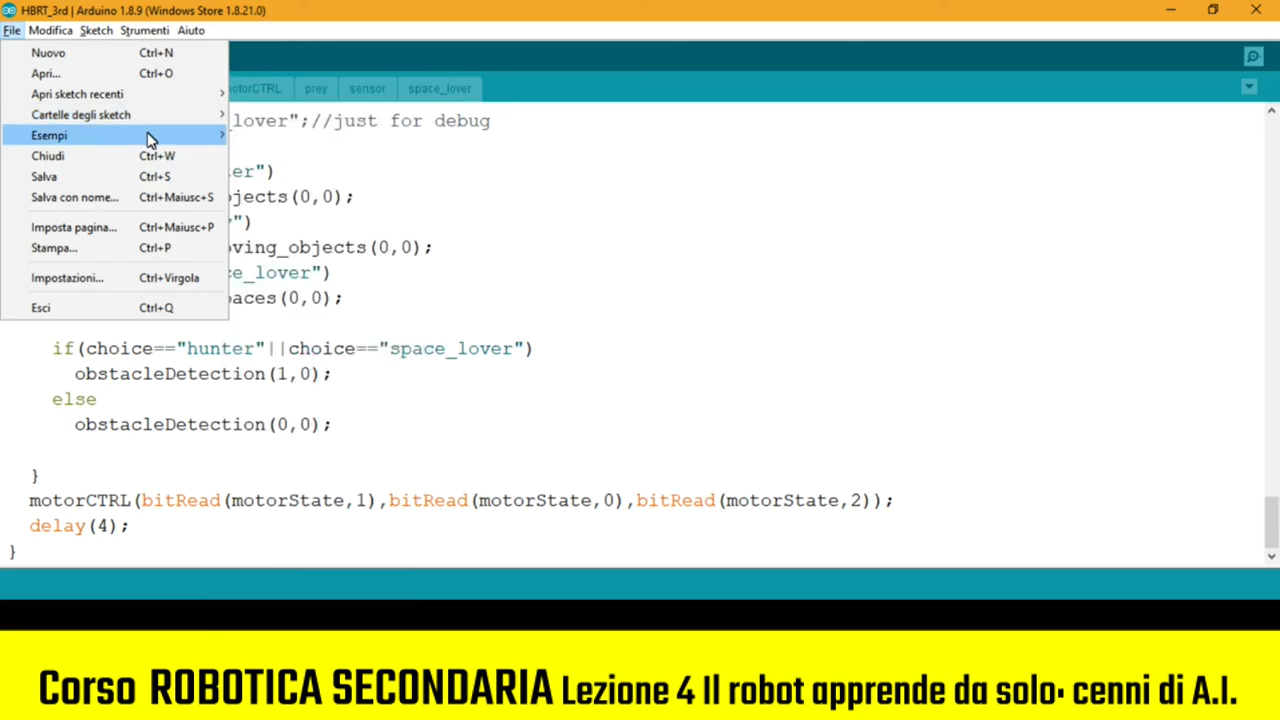 HBRT_3rd | Arduino 1.8.9 (Windows Store 1.8.21.0)
File Modifica Sketch Strumenti Aiuto
Nuovo Ctrl+N
Apri... Ctrl+O
Apri sketch recenti
Cartelle degli sketch
Esempi
Chiudi Ctrl+W
Salva Ctrl+S
Salva con nome... Ctrl+Maiusc+S
Imposta pagina... Ctrl+Maiusc+P
Stampa... Ctrl+P
Impostazioni... Ctrl+Virgola
Esci Ctrl+Q
otorCTRL prey sensor space_lover
_lover";//just for debug
er")
jects(0,0);
y")
ving_objects(0,0);
ce_lover")
paces(0,0);
if(choice=="hunter"||choice=="space_lover")
obstacleDetection(1,0);
else
obstacleDetection(0,0);
}
motorCTRL(bitRead(motorState,1),bitRead(motorState,0),bitRead(motorState,2));
delay(4);
}
Corso ROBOTICA SECONDARIA Lezione 4 Il robot apprende da solo: cenni di A.I.